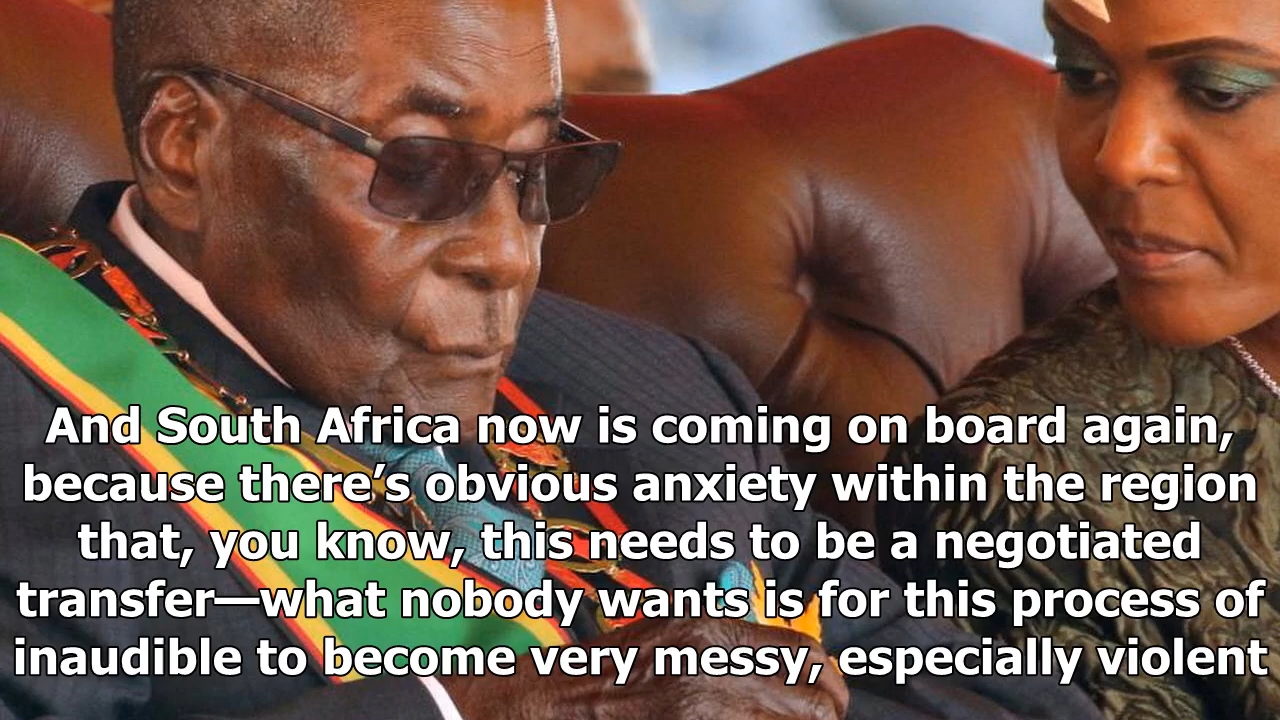 And South Africa now is coming on board again,
because there’s obvious anxiety within the region
that, you know, this needs to be a negotiated
transfer—what nobody wants is for this process of
inaudible to become very messy, especially violent